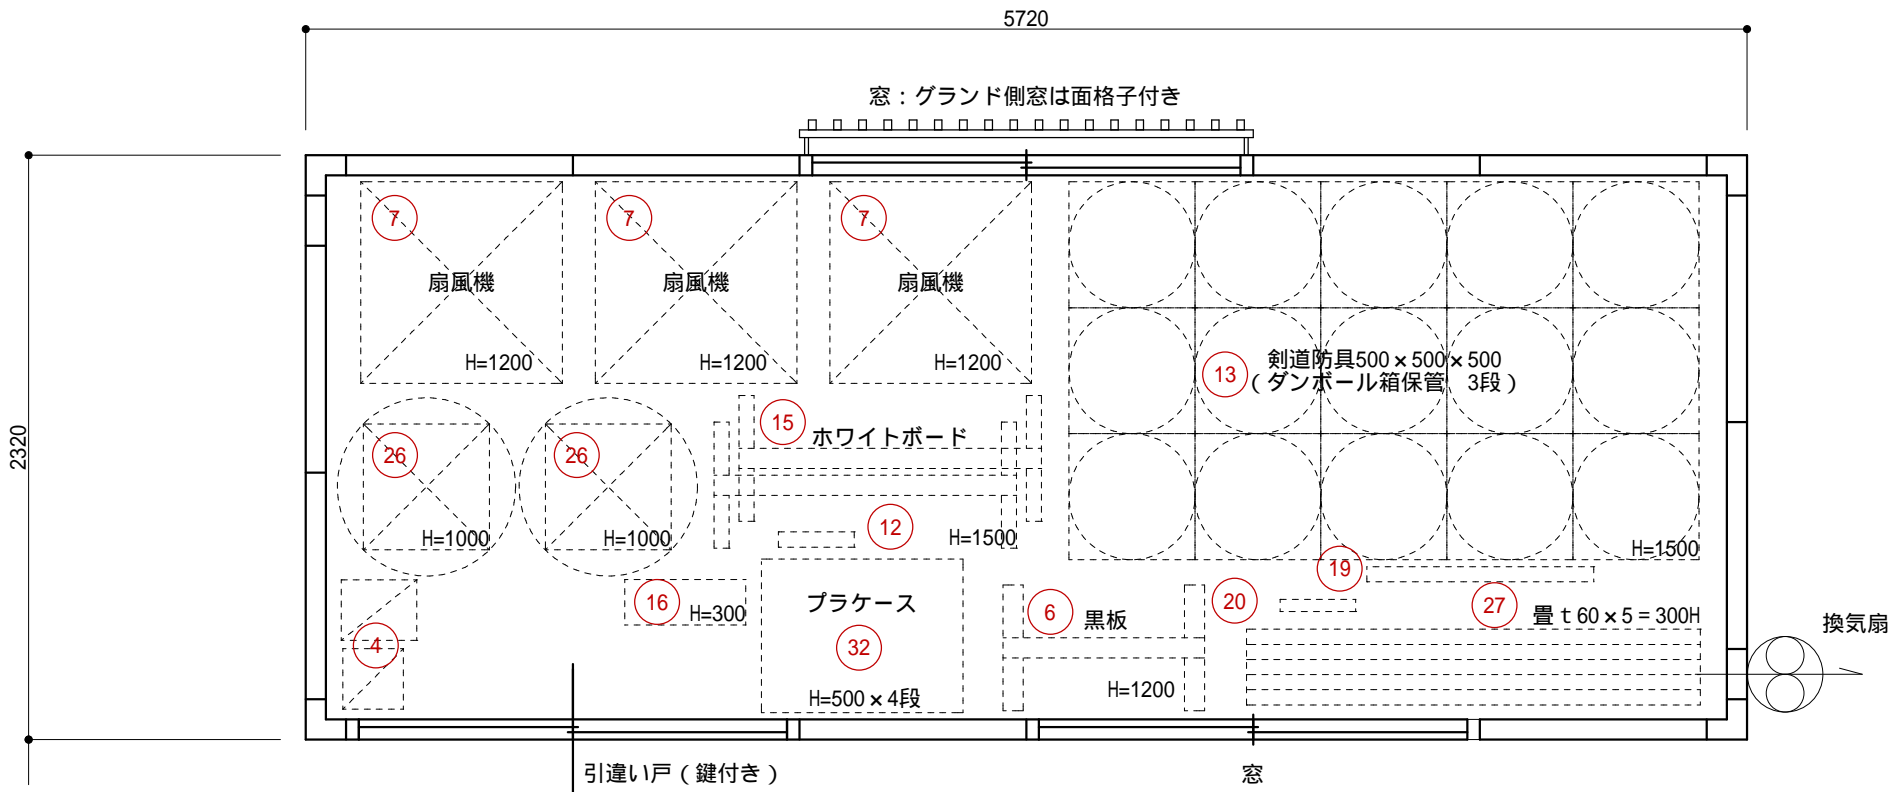 5720
窓：グランド側窓は面格子付き
2320
7
7
7
扇風機
扇風機
扇風機
H=1200
H=1200
H=1200
13
剣道防具500×500×500
（ダンボール箱保管　3段）
15
ホワイトボード
26
26
12
H=1000
H=1000
H=1500
H=1500
19
16
H=300
プラケース
6
黒板
20
27
畳ｔ60×5＝300H
換気扇
4
32
H=500×4段
H=1200
引違い戸（鍵付き）
窓